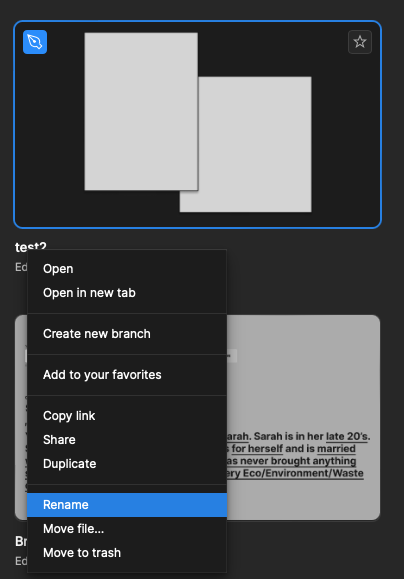 test2
Ed
Open
Open in new tab
Create new branch
Add to your favorites
Copy link
Share
Duplicate
Rename
Move file...
Move to trash
arah. Sarah is in her late 20's.
for herself and is married
as never brought anything
ery Eco/Environment/Waste
Br
Ed